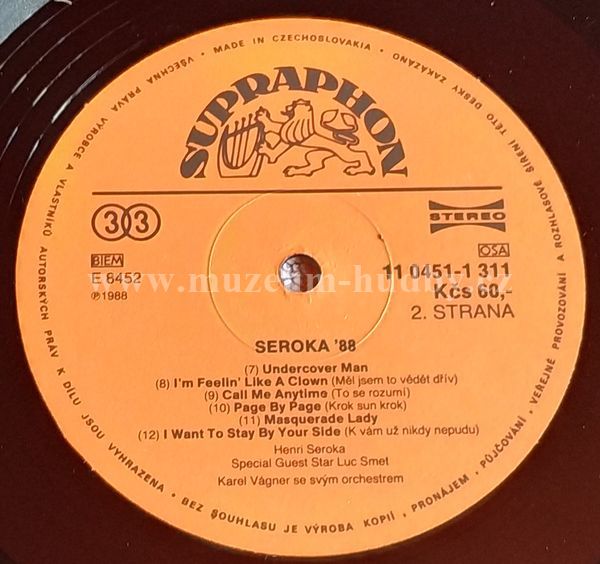 • VŠECHNA PRÁVA VÝROBCE A VLASTNÍKŮ AUTORSKÝCH PRÁV K DÍLU JSOU VYHRAZENA • BEZ SOUHLASU JE VÝROBA KOPIÍ, PRONÁJEM, PŮJČOVÁNÍ, VEŘEJNÉ PROVOZOVÁNÍ A ROZHLASOVÉ ŠÍŘENÍ TÉTO DESKY ZAKÁZÁNO • MADE IN CZECHOSLOVAKIA
SUPRAPHON
33
STEREO
BIEM
OSA
E 8452
11 0451-1 311
℗1988
Kčs 60,-
www.muzeum-hudby.cz
2. STRANA
SEROKA '88
(7) Undercover Man
(8) I'm Feelin' Like A Clown (Měl jsem to vědět dřív)
(9) Call Me Anytime (To se rozumí)
(10) Page By Page (Krok sun krok)
(11) Masquerade Lady
(12) I Want To Stay By Your Side (K vám už nikdy nepudu)
Henri Seroka
Special Guest Star Luc Smet
Karel Vágner se svým orchestrem